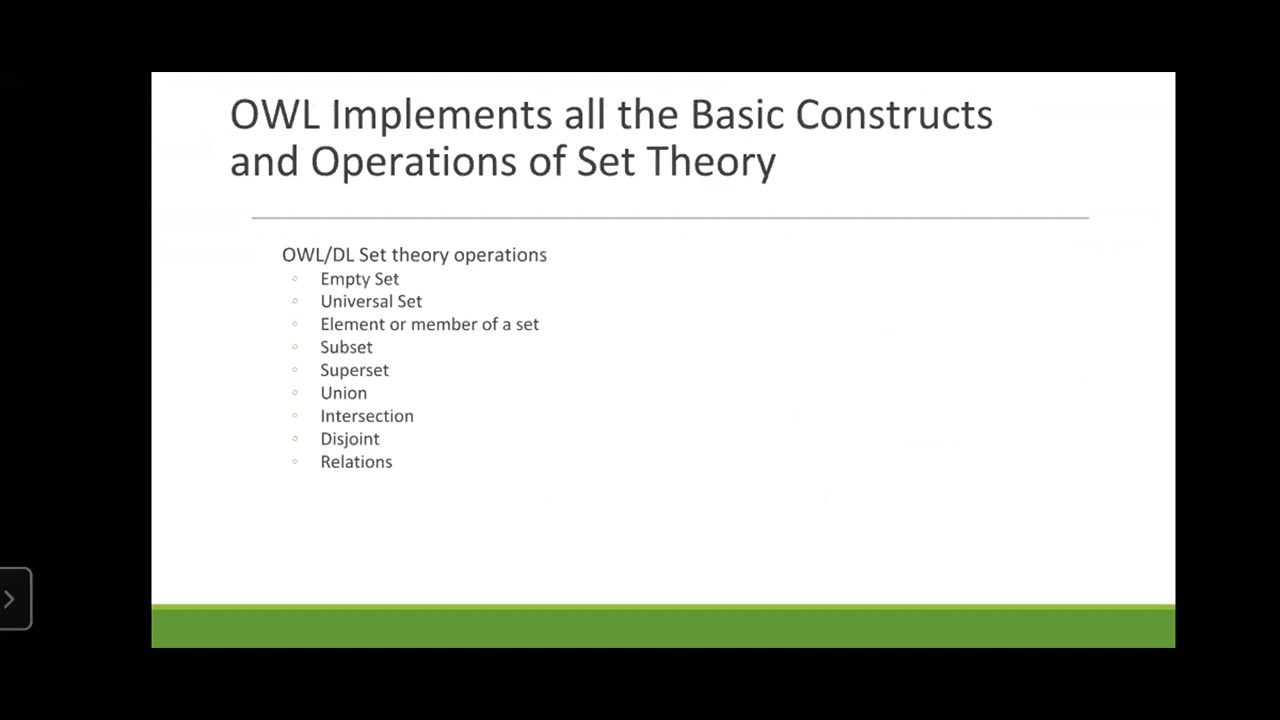 OWL Implements all the Basic Constructs
and Operations of Set Theory
OWL/DL Set theory operations
◦ Empty Set
◦ Universal Set
◦ Element or member of a set
◦ Subset
◦ Superset
◦ Union
◦ Intersection
◦ Disjoint
◦ Relations